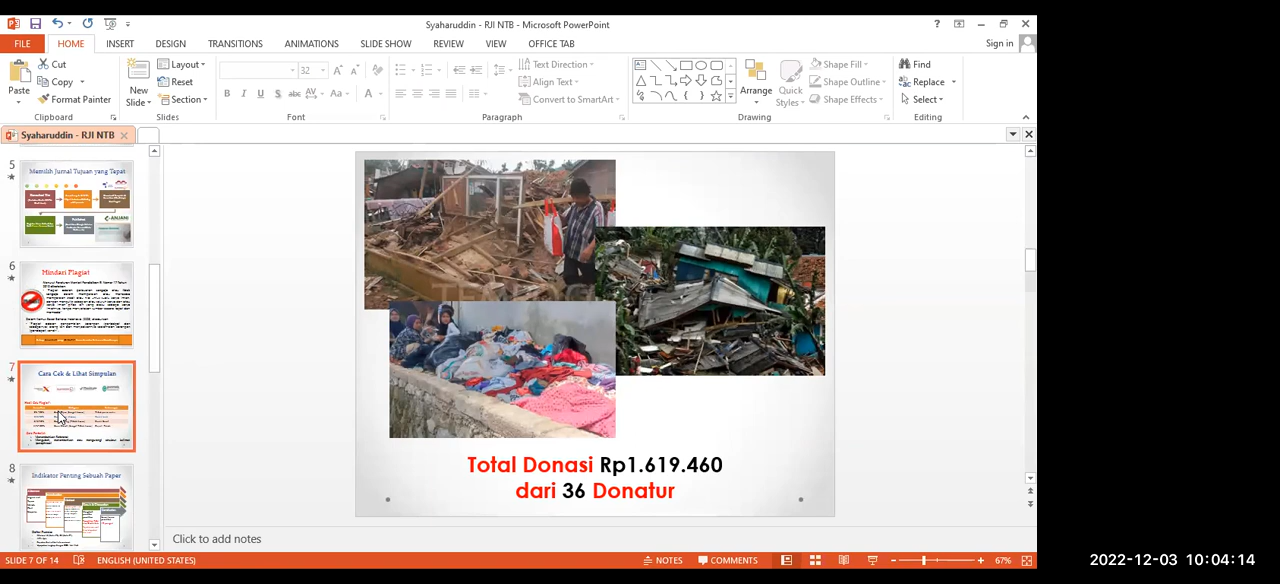 Syaharuddin - RJI NTB - Microsoft PowerPoint
?
FILE HOME INSERT DESIGN TRANSITIONS ANIMATIONS SLIDE SHOW REVIEW VIEW OFFICE TAB Sign in
Paste
Cut
Copy
Format Painter
Clipboard
New Slide
Layout
Reset
Section
Slides
32
B I U S abc AV Aa A
Font
Text Direction
Align Text
Convert to SmartArt
Paragraph
Arrange
Quick Styles
Shape Fill
Shape Outline
Shape Effects
Drawing
Find
Replace
Select
Editing
Syaharuddin - RJI NTB
5
Memilih Jurnal Tujuan yang Tepat
6
Hindari Plagiat
7
Cara Cek & Lihat Simpulan
8
Indikator Penting Sebuah Paper
Total Donasi Rp1.619.460
dari 36 Donatur
Click to add notes
SLIDE 7 OF 14 ENGLISH (UNITED STATES) NOTES COMMENTS 67%
2022-12-03 10:04:14